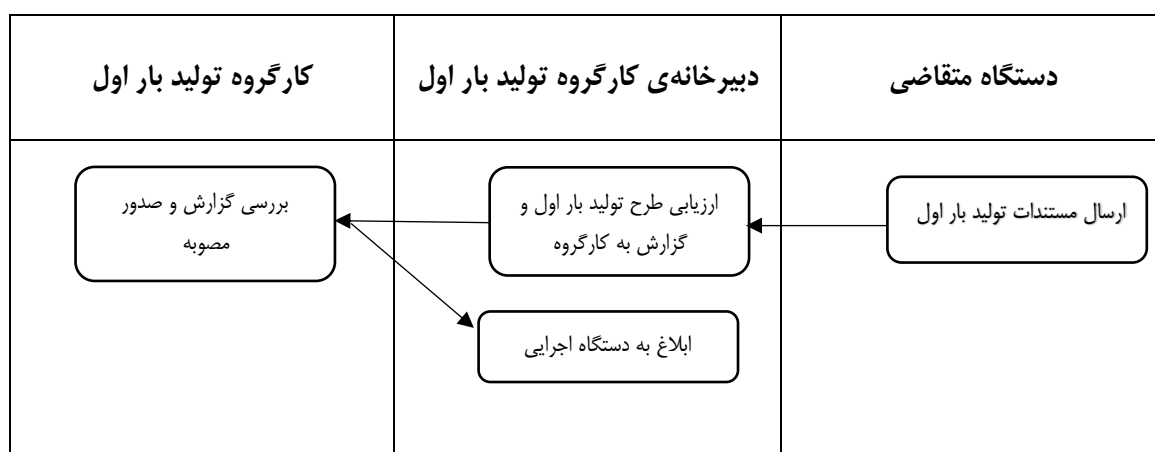 دستگاه متقاضی
دبیرخانه‌ی کارگروه تولید بار اول
کارگروه تولید بار اول
ارسال مستندات تولید بار اول
ارزیابی طرح تولید بار اول و
گزارش به کارگروه
بررسی گزارش و صدور
مصوبه
ابلاغ به دستگاه اجرایی